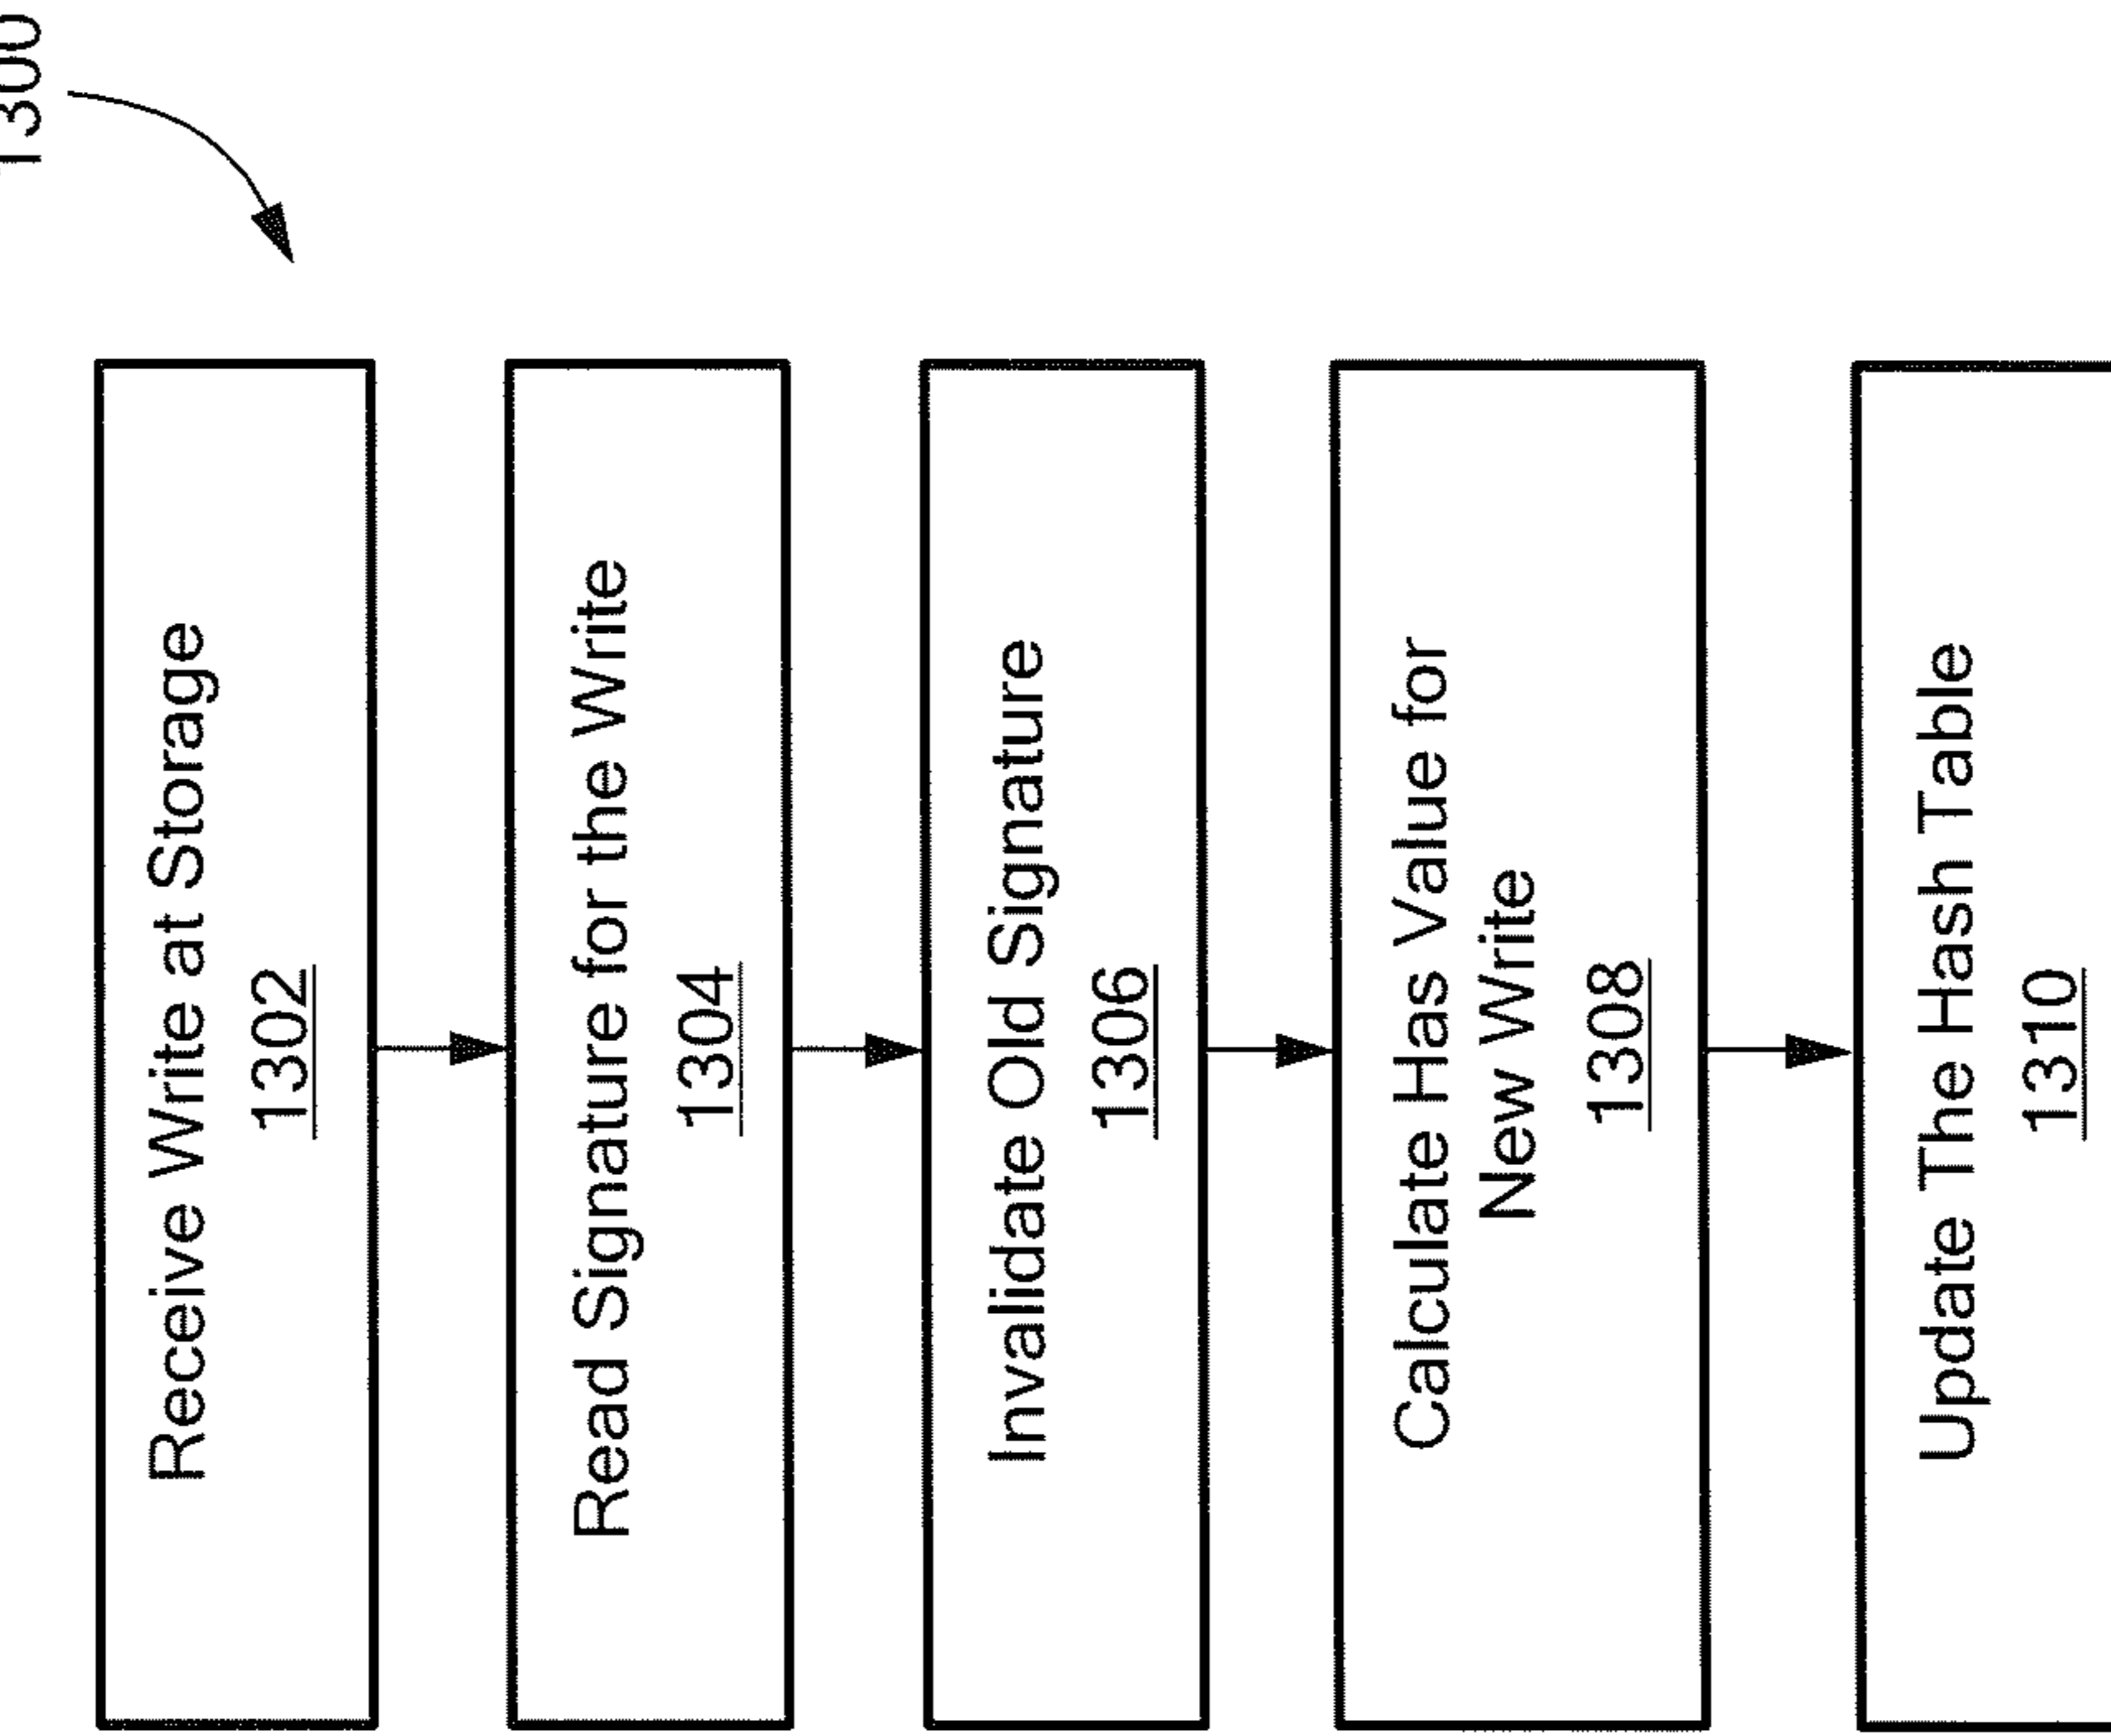 1300
Receive Write at Storage
1302
Read Signature for the Write
1304
Invalidate Old Signature
1306
Calculate Has Value for
New Write
1308
Update The Hash Table
1310